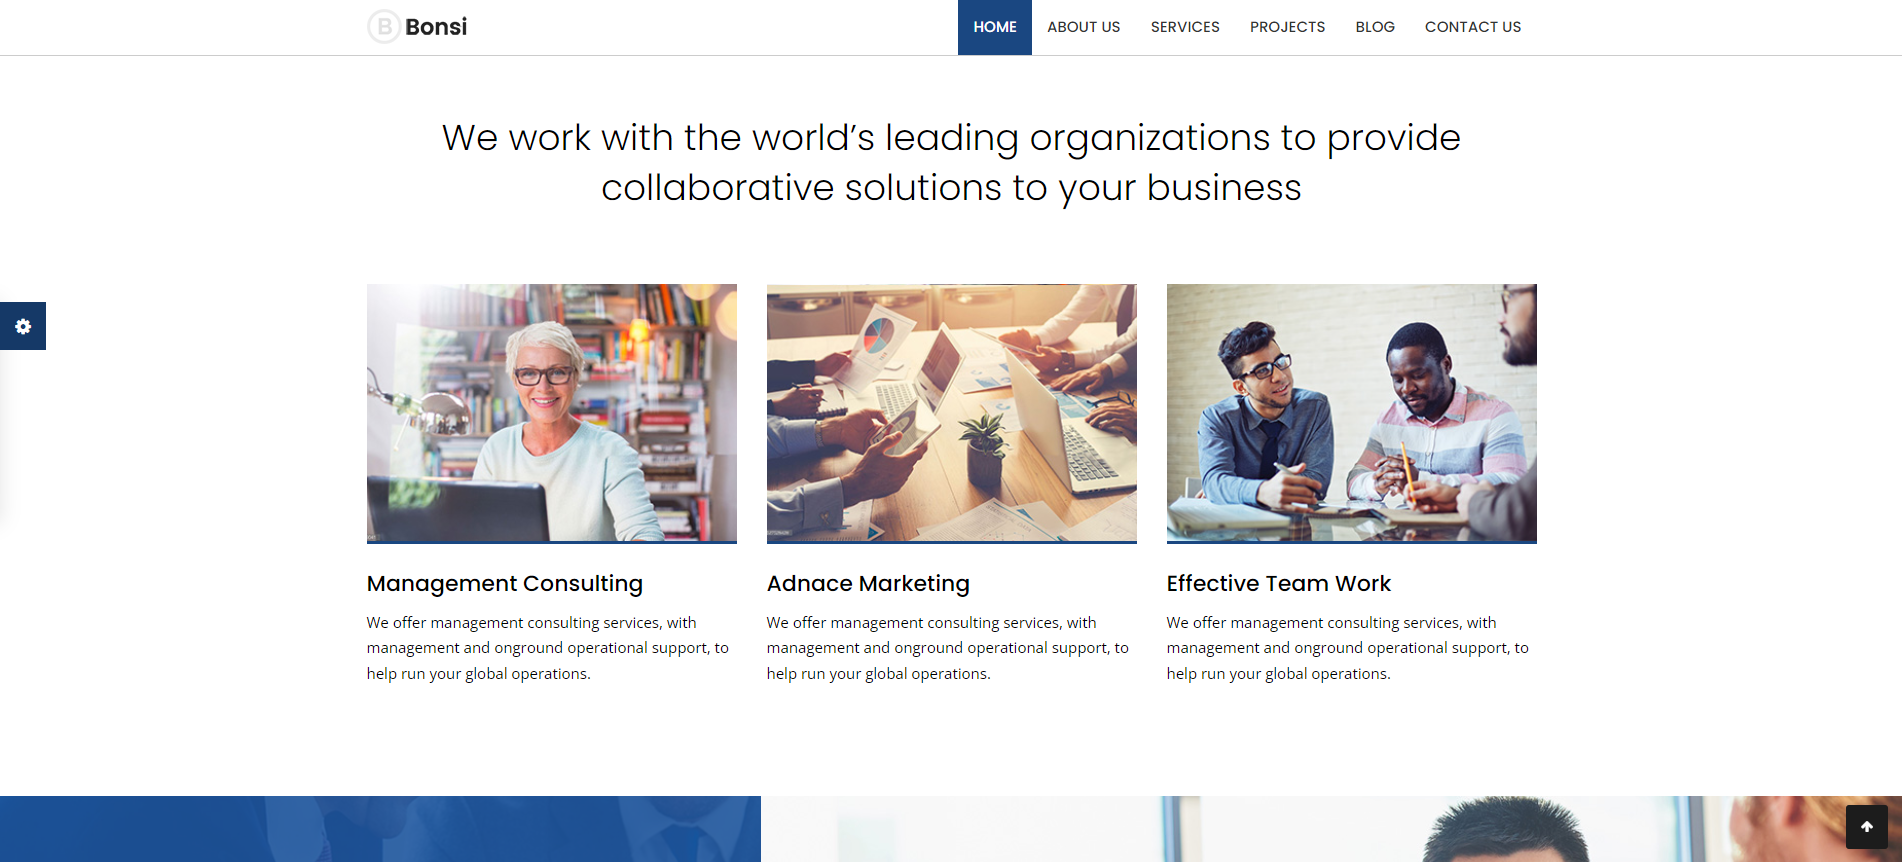 B Bonsi
HOME ABOUT US SERVICES PROJECTS BLOG CONTACT US
We work with the world’s leading organizations to provide
collaborative solutions to your business
Management Consulting
We offer management consulting services, with
management and onground operational support, to
help run your global operations.
Adnace Marketing
We offer management consulting services, with
management and onground operational support, to
help run your global operations.
Effective Team Work
We offer management consulting services, with
management and onground operational support, to
help run your global operations.